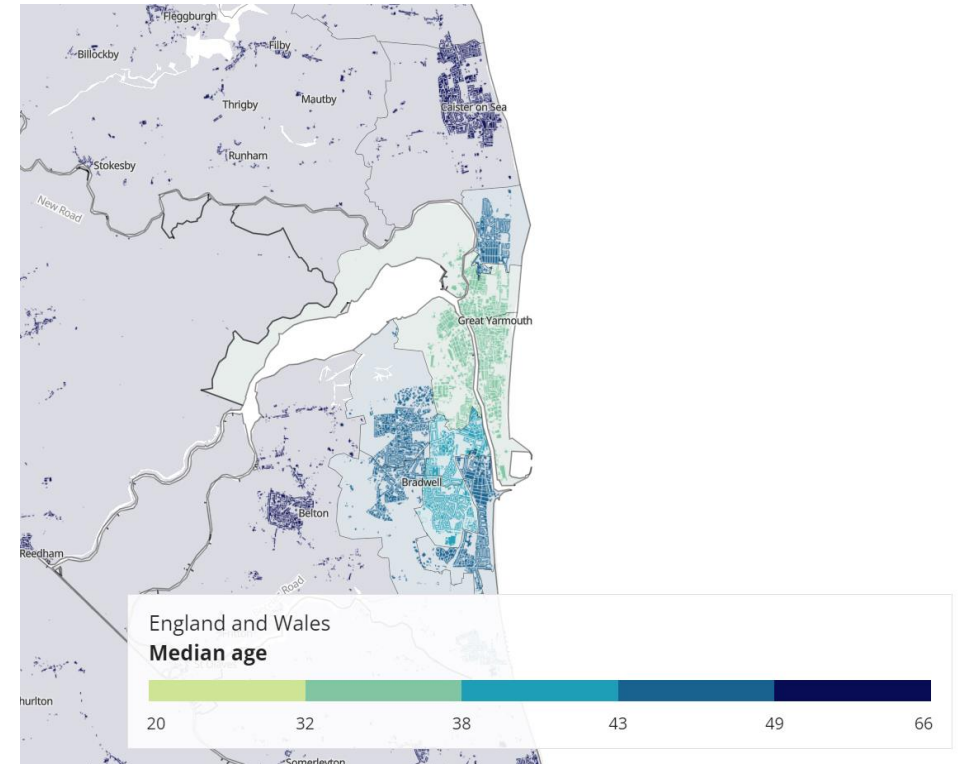 Fleggburgh
Billockby
Filby
Thrigby
Mautby
Caister on Sea
Stokesby
Runham
New Road
Great Yarmouth
Bradwell
Belton
Reedham
Road
England and Wales
Median age
20 32 38 43 49 66
hurlton
Somerleyton